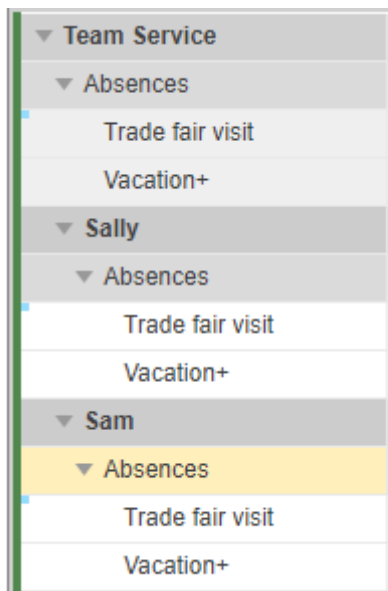 Team Service
Absences
Trade fair visit
Vacation+
Sally
Absences
Trade fair visit
Vacation+
Sam
Absences
Trade fair visit
Vacation+